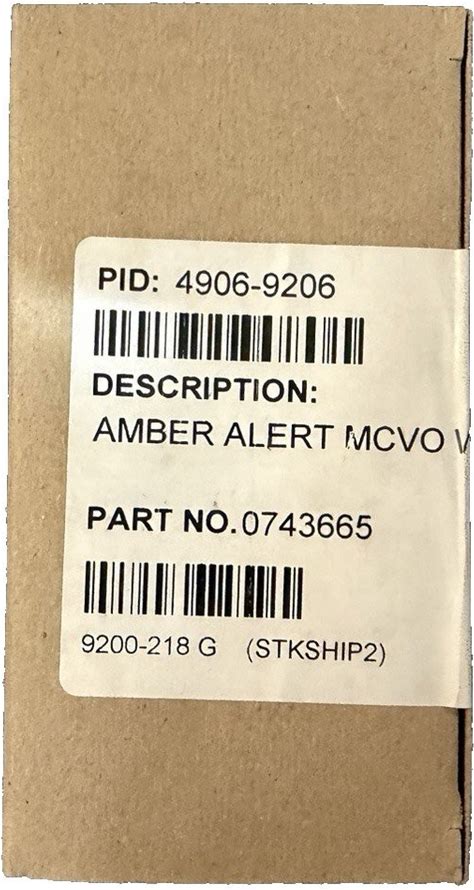 PID: 4906-9206
DESCRIPTION:
AMBER ALERT MCVO
PART NO. 0743665
9200-218 G (STKSHIP2)